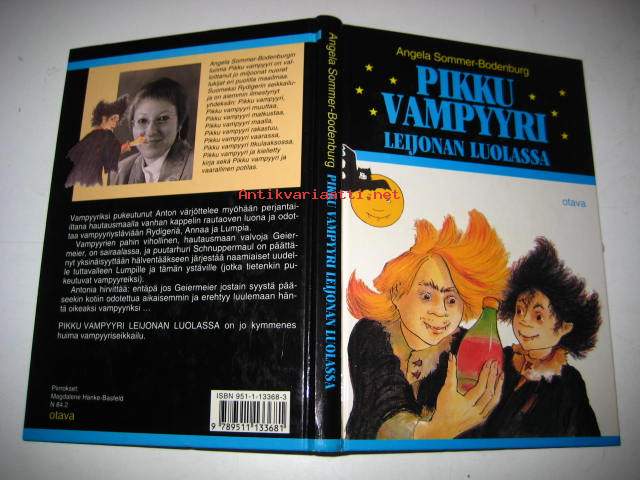 Angela Sommer-Bodenburgin
luoma Pikku vampyyri on val-
loittanut jo miljoonat nuoret
lukijat eri puolilla maailmaa.
Suomeksi Rydigerin seikkailu-
ja on aiemmin ilmestynyt
yhdeksän: Pikku vampyyri,
Pikku vampyyri muuttaa,
Pikku vampyyri matkustaa,
Pikku vampyyri maalla,
Pikku vampyyri rakastuu,
Pikku vampyyri vaarassa,
Pikku vampyyri Itkulaaksossa,
Pikku vampyyri ja kielletty
kirja sekä Pikku vampyyri ja
vaarallinen potilas.
Vampyyriksi pukeutunut Anton värjöttelee myöhään perjantai-
iltana hautausmaalla vanhan kappelin rautaoven luona ja odot-
taa vampyyriystäviään Rydigeriä, Annaa ja Lumpia.
Vampyyrien pahin vihollinen, hautausmaan valvoja Geier-
meier, on sairaalassa, ja puutarhuri Schnuppermaul on päättä-
nyt yksinäisyyttään hälventääkseen järjestää naamiaiset uudel-
le tuttavalleen Lumpille ja tämän ystäville (jotka tietenkin pu-
keutuvat vampyyreiksi).
Antonia hirvittää: entäpä jos Geiermeier jostain syystä pää-
seekin kotiin odotettua aikaisemmin ja erehtyy luulemaan hän-
tä oikeaksi vampyyriksi ...
PIKKU VAMPYYRI LEIJONAN LUOLASSA on jo kymmenes
huima vampyyriseikkailu.
Piirrokset:
Magdalene Hanke-Basfeld
N 84.2
otava
ISBN 951-1-13368-3
9 789511 133681
Angela Sommer-Bodenburg PIKKU VAMPYYRI LEIJONAN LUOLASSA
Angela Sommer-Bodenburg
PIKKU
VAMPYYRI
LEIJONAN LUOLASSA
otava
Antikvariaatti.net